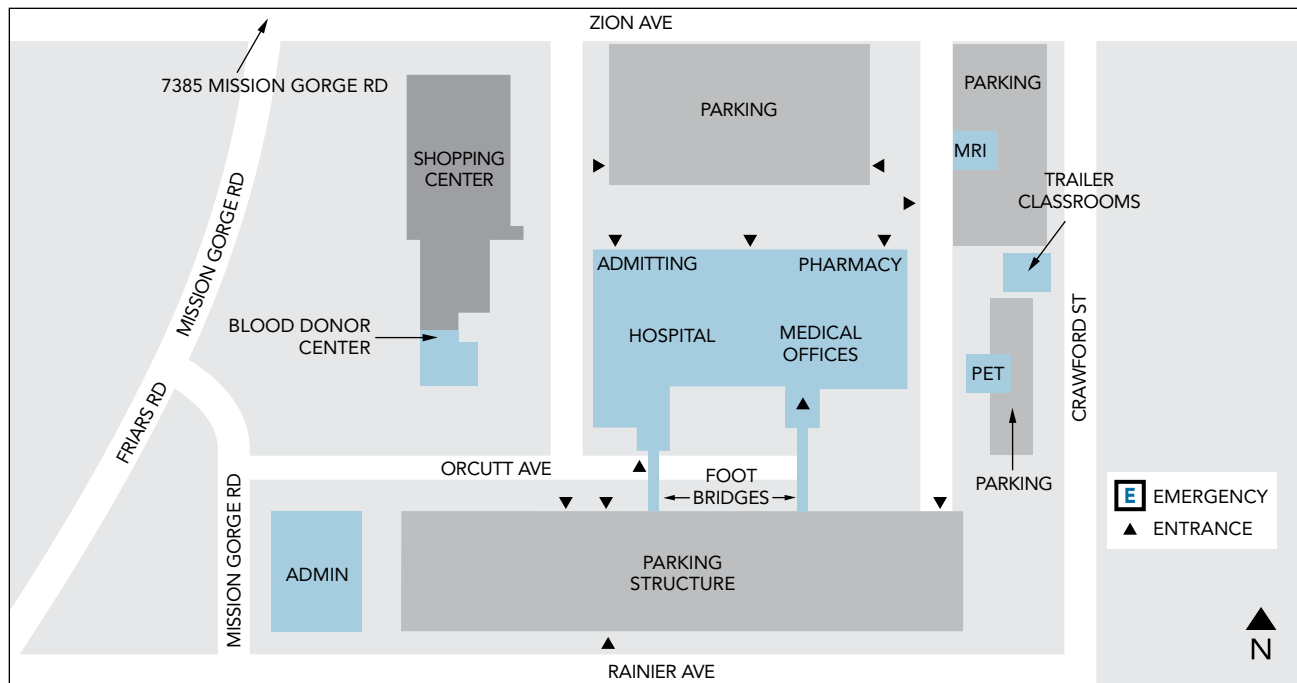 ZION AVE
7385 MISSION GORGE RD
PARKING
PARKING
MRI
SHOPPING
CENTER
TRAILER
CLASSROOMS
MISSION GORGE RD
ADMITTING
PHARMACY
BLOOD DONOR
CENTER
HOSPITAL
MEDICAL
OFFICES
PET
CRAWFORD ST
FRIARS RD
ORCUTT AVE
FOOT
BRIDGES
PARKING
E EMERGENCY
ENTRANCE
MISSION GORGE RD
ADMIN
PARKING
STRUCTURE
N
RAINIER AVE